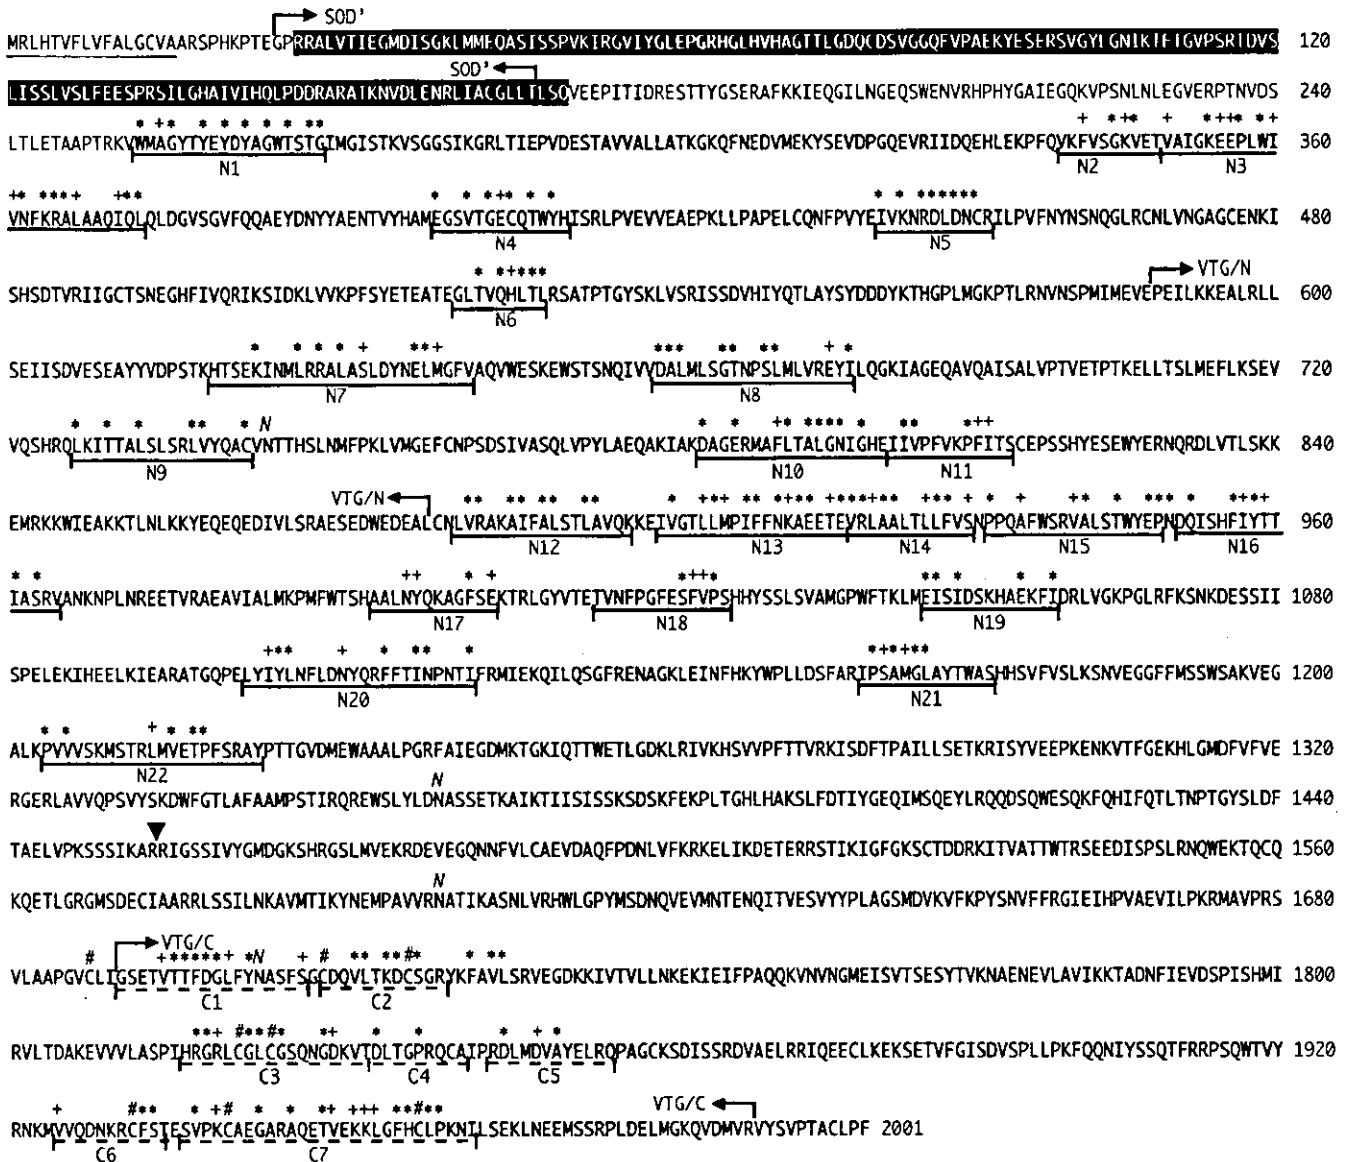 SOD'
MRLHTVFLVFALGCVAARSPHKPTEGPRRALVTIEGMDISGKLMMEQASISSPVKIRGVIYGLEPGRHGLHVHAGTTLGDQCDSVGGQFVPAEKYESERSVGYLGNIKTEIGVPSRIDVS 120
SOD'
LISSLVSLFEESPRSILGHAIVIHQLPDDRARATKNVDLENRLIACGLLTLSQVEEPITIDRESTTYGSERAFKKIEQGILNGEQSWENVRHPHYGAIEGQKVPSNLNLEGVERPTNVDS 240
* +* * * * * * **  + *+* + *+*+ *+
LTLETAAPTRKVWMAGYTYEYDYAGWTSTGIMGISTKVSGGSIKGRLTIEPVDESTAVVALLATKGKQFNEDVMEKYSEVDPGQEVRIIDQEHLEKPFQVKFVSGKVETVAIGKEEPLWI 360
N1 N2 N3
+* ***+ +** * * *+* * * * * ******
VNFKRALAAQIQLQLDGVSGVFQQAEYDNYYAENTVYHAMEGSVTGECQTWYHISRLPVEVVEAEPKLLPAPELCQNFPVYEIVKNRDLDNCRILPVFNYNSNQGLRCNLVNGAGCENKI 480
N4 N5
VTG/N
* *+***
SHSDTVRIIGCTSNEGHFIVQRIKSIDKLVVKPFSYETEATEGLTVQHLTLRSATPTGYSKLVSRISSDVHIYQTLAYSYDDDYKTHGPLMGKPTLRNVNSPMIMEVEPEILKKEALRLL 600
N6
* * * * + **+ *** ** ** + *
SEIISDVESEAYYVDPSTKHTSEKINMLRRALASLDYNELMGFVAQVWESKEWSTSNQIVVDALMLSGTNPSLMLVREYILQGKIAGEQAVQAISALVPTVETPTKELLTSLMEFLKSEV 720
N7 N8
* * * ** * N * * +* **** * ** *++
VQSHRQLKITTALSLSRLVYQACVNTTHSLNMFPKLVMGEFCNPSDSIVASQLVPYLAEQAKIAKDAGERMAFLTALGNIGHEIIVPFVKPFITSCEPSSHYESEWYERNQRDLVTLSKK 840
N9 N10 N11
VTG/N
EMRKKWIEAKKTLNLKKYEQEQEDIVLSRAESEDWEDEALCNLVRAKAIFALSTLAVQKKEIVGTLLMPIFFNKAEETEVRLAALTLLFVSNPPQAFWSRVALSTWYEPNDQISHFIYTT 960
N12 N13 N14 N15 N16
* * ++ * + *++* ** * * *
IASRVANKNPLNREETVRAEAVIALMKPMFWTSHAALNYQKAGFSEKTRLGYVTETVNFPGFESFVPSHHYSSLSVAMGPWFTKLMFISIDSKHAEKFIDRLVGKPGLRFKSNKDESSII 1080
N17 N18 N19
+** + * ** * *+*+**
SPELEKIHEELKIEARATGQPELYIYLNFLDNYQRFFTINPNTIFRMIEKQILQSGFRENAGKLEINFHKYWPLLDSFARIPSAMGLAYTWASHHSVFVSLKSNVEGGFFMSSWSAKVEG 1200
N20 N21
* * + * **
ALKPVVVSKMSTRLMVETPFSRAYPTTGVDMEWAAALPGRFAIEGDMKTGKIQTTWETLGDKLRIVKHSVVPFTTVRKISDFTPAILLSETKRISYVEEPKENKVTFGEKHLGMDFVFVE 1320
N22 N
RGERLAVVQPSVYSKDWFGTLAFAAMPSTIRQREWSLYLDNASSETKAIKTIISISSKSDSKFEKPLTGHLHAKSLFDTIYGEQIMSQEYLRQQDSQWESQKFQHIFQTLTNPTGYSLDF 1440
TAELVPKSSSIKARRIGSSIVYGMDGKSHRGSLMVEKRDEVEGQNNFVLCAEVDAQFPDNLVFKRKELIKDETERRSTIKIGFGKSCTDDRKITVATTWTRSEEDISPSLRNQWEKTQCQ 1560
N
KQETLGRGMSDECIAARRLSSILNKAVMTIKYNEMPAVVRNATIKASNLVRHWLGPYMSDNQVEVMNTENQITVESVYYPLAGSMDVKVFKPYSNVFFRGIEIHPVAEVILPKRMAVPRS 1680
VTG/C
# +******+ *N + # ** **#* * **
VLAAPGVCLIGSETVTTFDGLFYNASFSGCDQVLTKDCSGRYKFAVLSRVEGDKKIVTVLLNKEKIEIFPAQQKVNVNGMEISVTSESYTVKNAENEVLAVIKKTADNFIEVDSPISHMI 1800
C1 C2
**+ #**#* *+ * * * + *
RVLTDAKEVVVLASPIHRGRLCGLCGSQNGDKVTDLTGPRQCAIPRDLMDVAYELRQPAGCKSDISSRDVAELRRIQEECLKEKSETVFGISDVSPLLPKFQQNIYSSQTFRRPSQWTVY 1920
C3 C4 C5
VTG/C
+ #** * +# * * *+ +++ **#**
RNKMVVQDNKRCFSTESVPKCAEGARAQETVEKKLGFHCLPKNILSEKLNEEMSSRPLDELMGKQVDMVRVYSVPTACLPF 2001
C6 C7